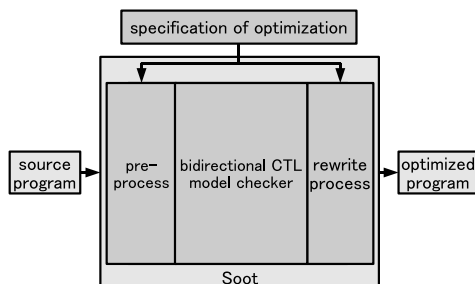 specification of optimization
source
program
pre-
process
bidirectional CTL
model checker
rewrite
process
optimized
program
Soot